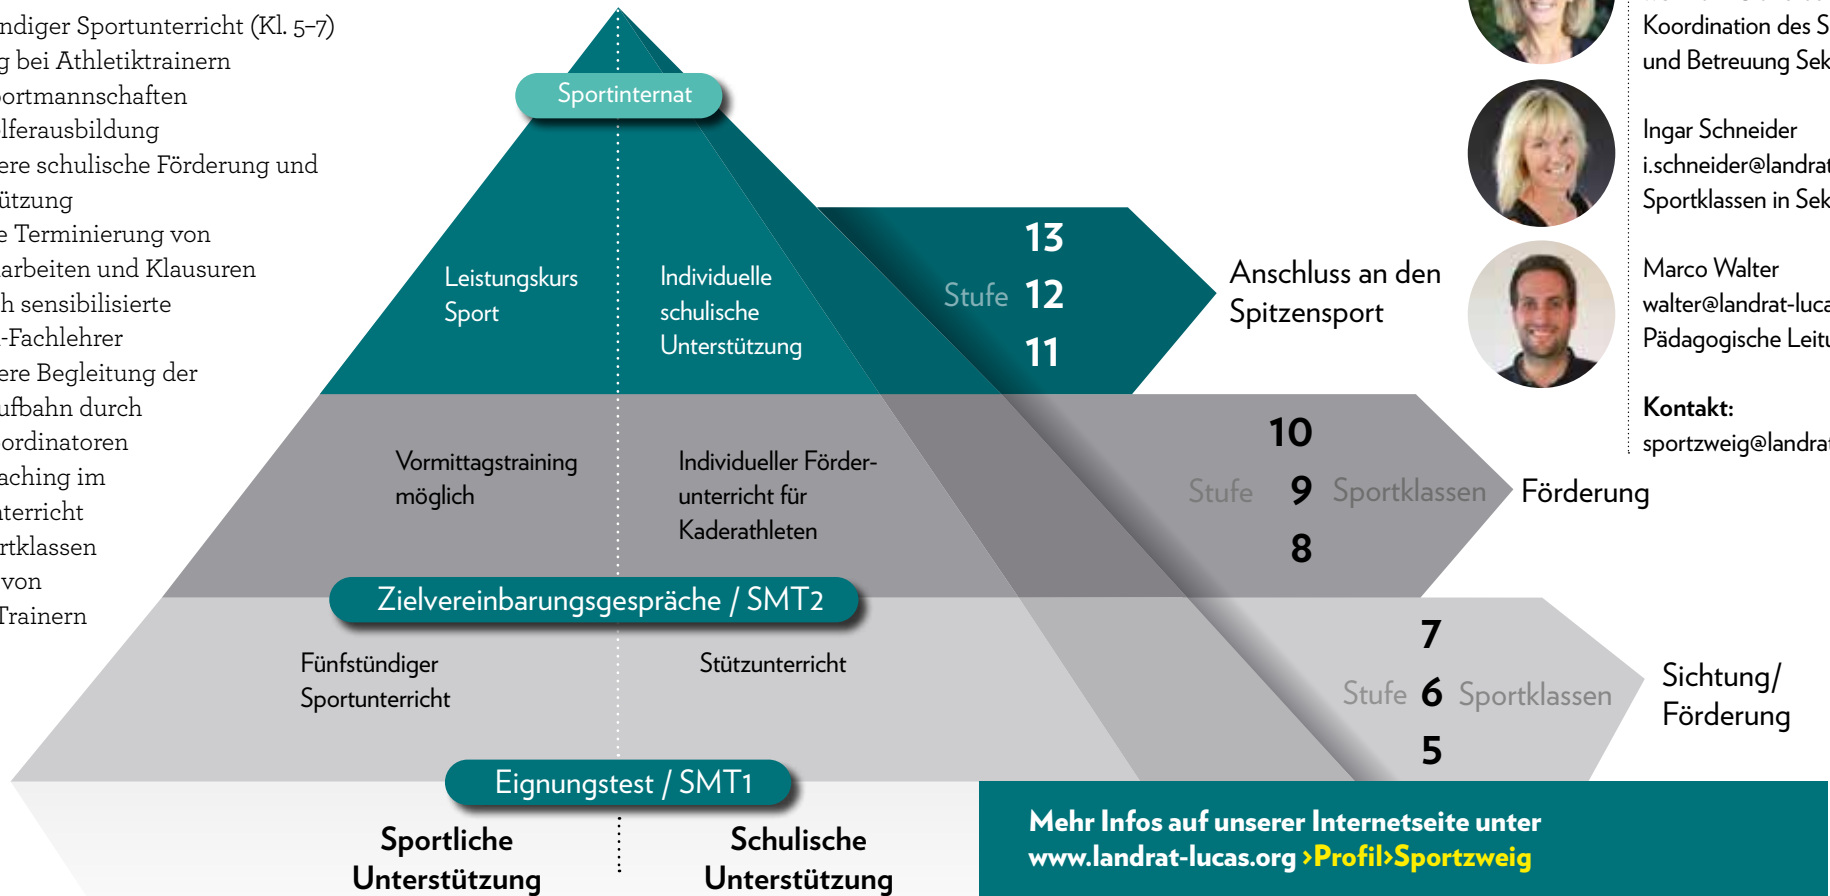 ndiger Sportunterricht (Kl. 5–7)
g bei Athletiktrainern
ortmannschaften
lferausbildung
ere schulische Förderung und
ützung
e Terminierung von
arbeiten und Klausuren
ch sensibilisierte
-Fachlehrer
ere Begleitung der
ufbahn durch
ordinatoren
aching im
nterricht
rtklassen
von
Trainern
Sportinternat
Leistungskurs
Sport
Individuelle
schulische
Unterstützung
13
Stufe 12
11
Anschluss an den
Spitzensport
Vormittagstraining
möglich
Individueller Förder-
unterricht für
Kaderathleten
10
Stufe 9 Sportklassen
8
Förderung
Zielvereinbarungsgespräche / SMT2
Fünfstündiger
Sportunterricht
Stützunterricht
7
Stufe 6 Sportklassen
5
Sichtung/
Förderung
Eignungstest / SMT1
Sportliche
Unterstützung
Schulische
Unterstützung
Koordination des S
und Betreuung Sek
Ingar Schneider
i.schneider@landrat
Sportklassen in Sek
Marco Walter
walter@landrat-luca
Pädagogische Leitu
Kontakt:
sportzweig@landrat
Mehr Infos auf unserer Internetseite unter
www.landrat-lucas.org >Profil>Sportzweig